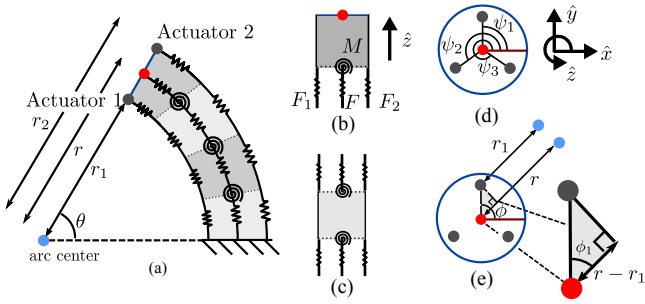 Actuator 2
Actuator 1
r₂
r
r₁
θ
arc center
(a)
M
ẑ
F₁
F
F₂
(b)
(c)
ψ₁
ψ₂
ψ₃
ŷ
x̂
ẑ
(d)
r₁
r
ϕ
(e)
ϕ₁
r − r₁